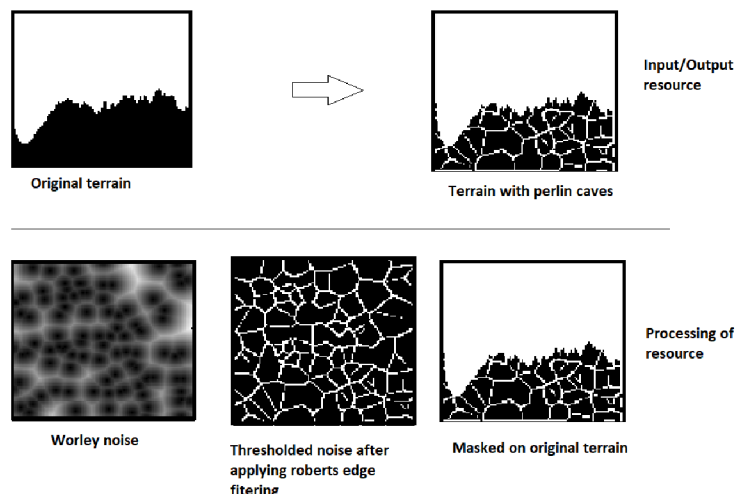 Input/Output
resource
Original terrain
Terrain with perlin caves
Processing of
resource
Worley noise
Thresholded noise after
applying roberts edge
fitering
Masked on original terrain